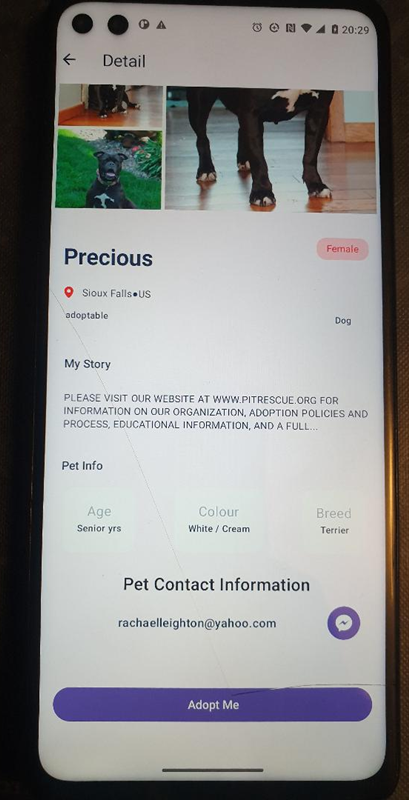 20:29
Detail
Precious
Female
Sioux Falls●US
adoptable
Dog
My Story
PLEASE VISIT OUR WEBSITE AT WWW.PITRESCUE.ORG FOR
INFORMATION ON OUR ORGANIZATION, ADOPTION POLICIES AND
PROCESS, EDUCATIONAL INFORMATION, AND A FULL...
Pet Info
Age
Senior yrs
Colour
White / Cream
Breed
Terrier
Pet Contact Information
rachaelleighton@yahoo.com
Adopt Me